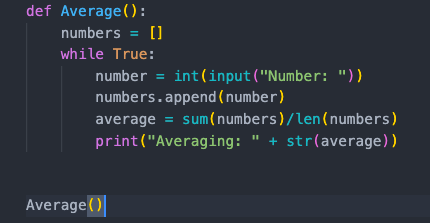 def Average():
    numbers = []
    while True:
        number = int(input("Number: "))
        numbers.append(number)
        average = sum(numbers)/len(numbers)
        print("Averaging: " + str(average))
Average()